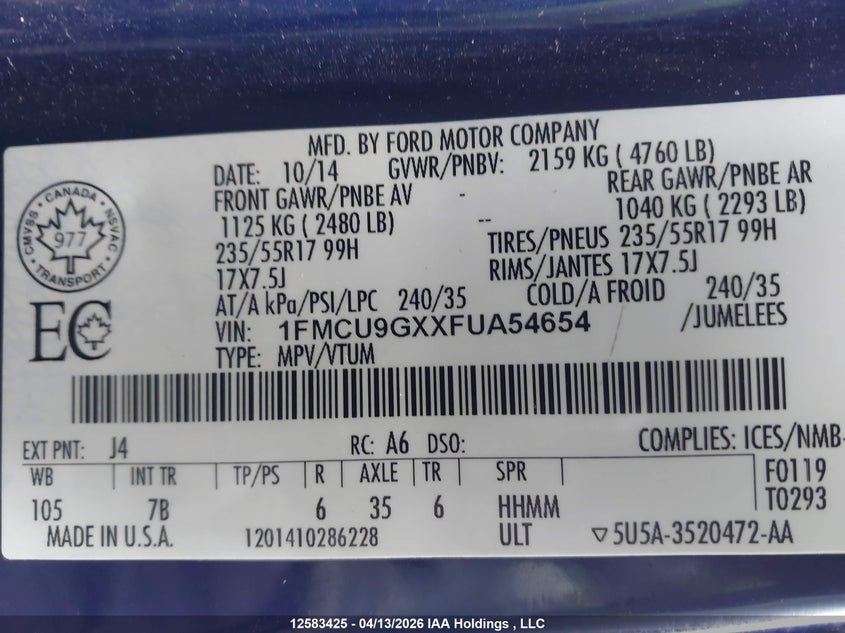 MFD. BY FORD MOTOR COMPANY
DATE: 10/14 GVWR/PNBV: 2159 KG ( 4760 LB)
FRONT GAWR/PNBE AV - REAR GAWR/PNBE AR
1125 KG ( 2480 LB) -- 1040 KG ( 2293 LB)
235/55R17 99H TIRES/PNEUS 235/55R17 99H
17X7.5J RIMS/JANTES 17X7.5J
AT/A kPa/PSI/LPC 240/35 COLD/A FROID 240/35
VIN: 1FMCU9GXXFUA54654 /JUMELEES
TYPE: MPV/VTUM
CANADA
CMVSS NSVAC
977
TRANSPORT
EC
EXT PNT: J4 RC: A6 DSO: COMPLIES: ICES/NMB-
WB INT TR TP/PS R AXLE TR SPR F0119
105 7B 6 35 6 HHMM T0293
MADE IN U.S.A. 1201410286228 ULT ▽5U5A-3520472-AA
12583425 - 04/13/2026 IAA Holdings , LLC